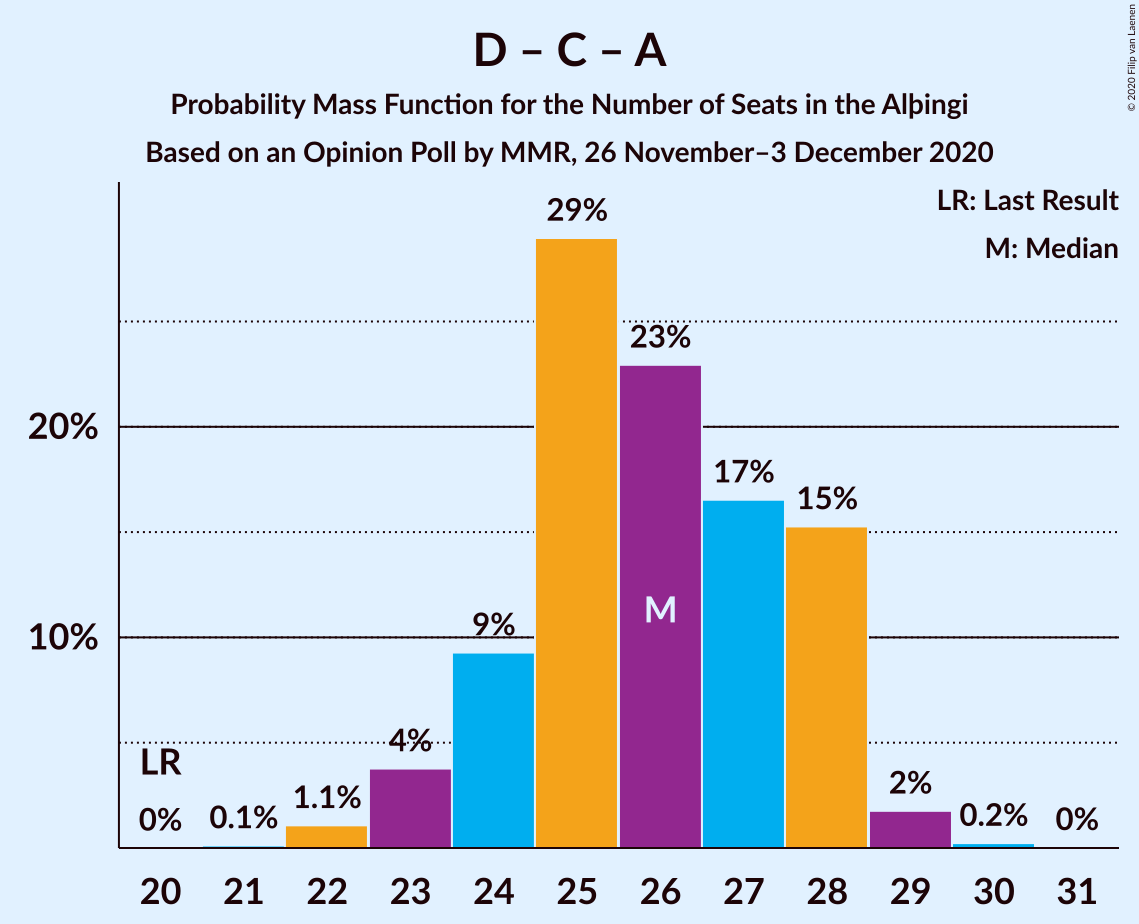 D – C – A
Probability Mass Function for the Number of Seats in the Alþingi
Based on an Opinion Poll by MMR, 26 November–3 December 2020
© 2020 Filip van Laenen
LR: Last Result
M: Median
29%
23%
20%
17%
15%
M
10%
9%
4%
LR
2%
1.1%
0%
0.1%
0.2%
0%
20 21 22 23 24 25 26 27 28 29 30 31